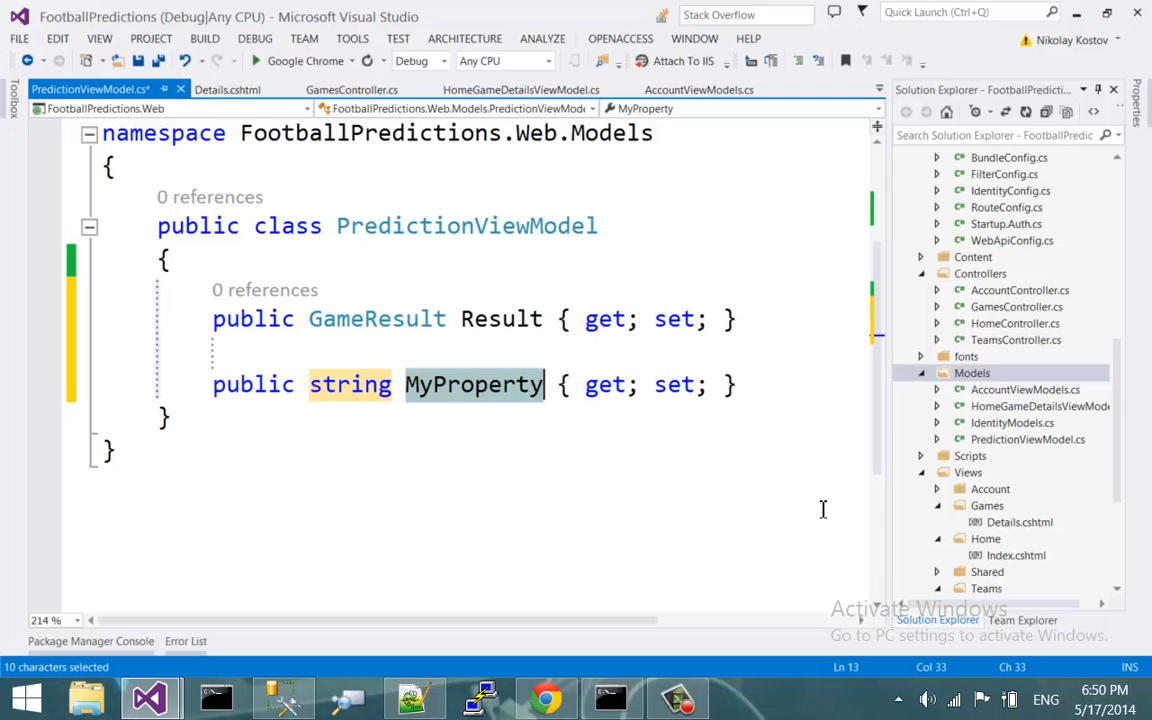 FootballPredictions (Debug|Any CPU) - Microsoft Visual Studio
Stack Overflow
Quick Launch (Ctrl+Q)
FILE EDIT VIEW PROJECT BUILD DEBUG TEAM TOOLS TEST ARCHITECTURE ANALYZE OPENACCESS WINDOW HELP
Nikolay Kostov
Google Chrome Debug Any CPU Attach To IIS
Toolbox
PredictionViewModel.cs* Details.cshtml GamesController.cs HomeGameDetailsViewModel.cs AccountViewModels.cs
FootballPredictions.Web FootballPredictions.Web.Models.PredictionViewMode MyProperty
namespace FootballPredictions.Web.Models
{
0 references
public class PredictionViewModel
{
0 references
public GameResult Result { get; set; }
public string MyProperty { get; set; }
}
}
214 %
Package Manager Console Error List
Solution Explorer - FootballPredicti...
Search Solution Explorer - FootballPredic
BundleConfig.cs
FilterConfig.cs
IdentityConfig.cs
RouteConfig.cs
Startup.Auth.cs
WebApiConfig.cs
Content
Controllers
AccountController.cs
GamesController.cs
HomeController.cs
TeamsController.cs
fonts
Models
AccountViewModels.cs
HomeGameDetailsViewMode
IdentityModels.cs
PredictionViewModel.cs
Scripts
Views
Account
Games
Details.cshtml
Home
Index.cshtml
Shared
Teams
Solution Explorer Team Explorer
Properties
Activate Windows
Go to PC settings to activate Windows.
10 characters selected Ln 13 Col 33 Ch 33 INS
ENG
6:50 PM
5/17/2014